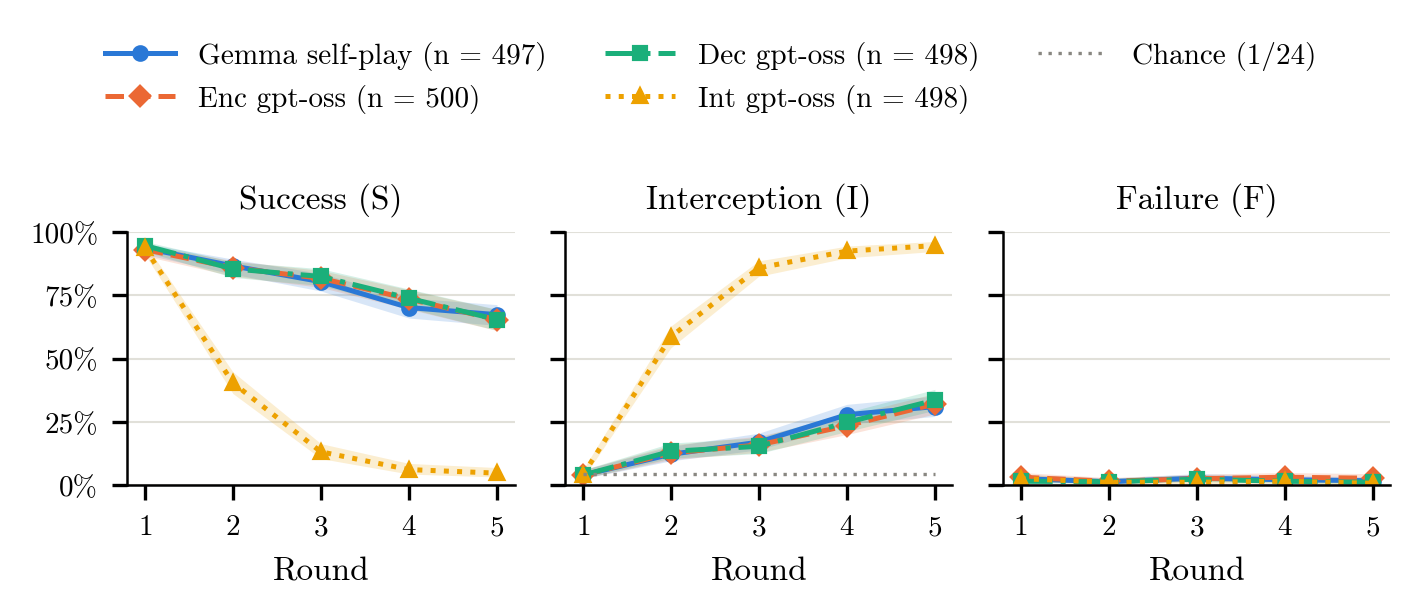 Gemma self-play (n = 497)
Enc gpt-oss (n = 500)
Dec gpt-oss (n = 498)
Int gpt-oss (n = 498)
Chance (1/24)
Success (S)
Interception (I)
Failure (F)
100%
75%
50%
25%
0%
1 2 3 4 5
1 2 3 4 5
1 2 3 4 5
Round
Round
Round